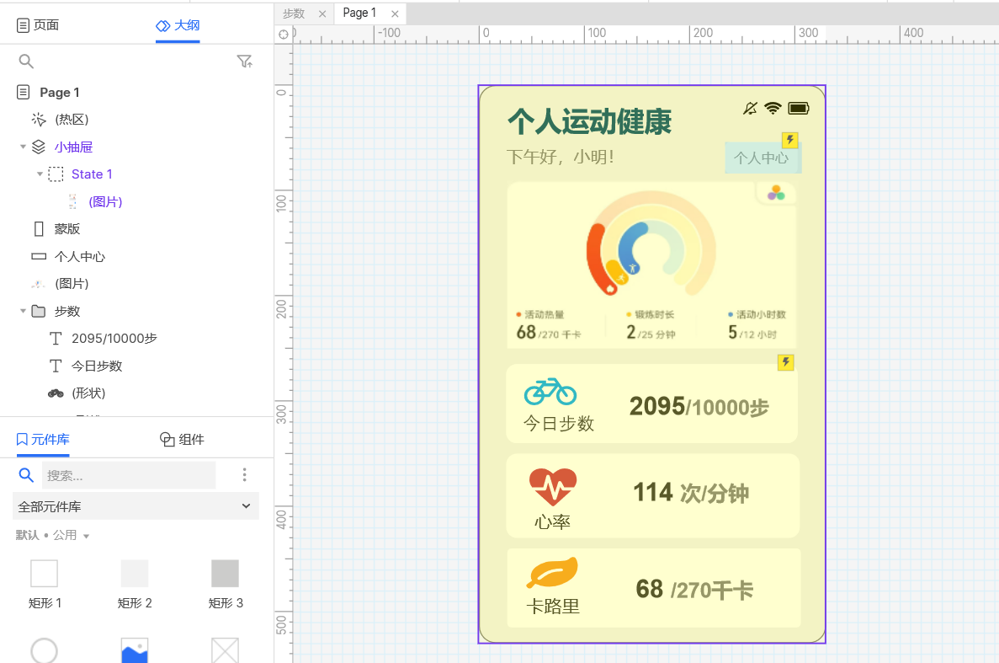 页面
大纲
Page 1
(热区)
小抽屉
State 1
(图片)
蒙版
个人中心
(图片)
步数
2095/10000步
今日步数
(形状)
元件库
组件
搜索...
全部元件库
默认 • 公用
矩形 1
矩形 2
矩形 3
步数
Page 1
-100
0
100
200
300
400
0
100
200
300
400
500
个人运动健康
下午好，小明！
个人中心
活动热量
锻炼时长
活动小时数
68/270 千卡
2/25 分钟
5/12 小时
2095/10000步
今日步数
114 次/分钟
心率
68 /270千卡
卡路里